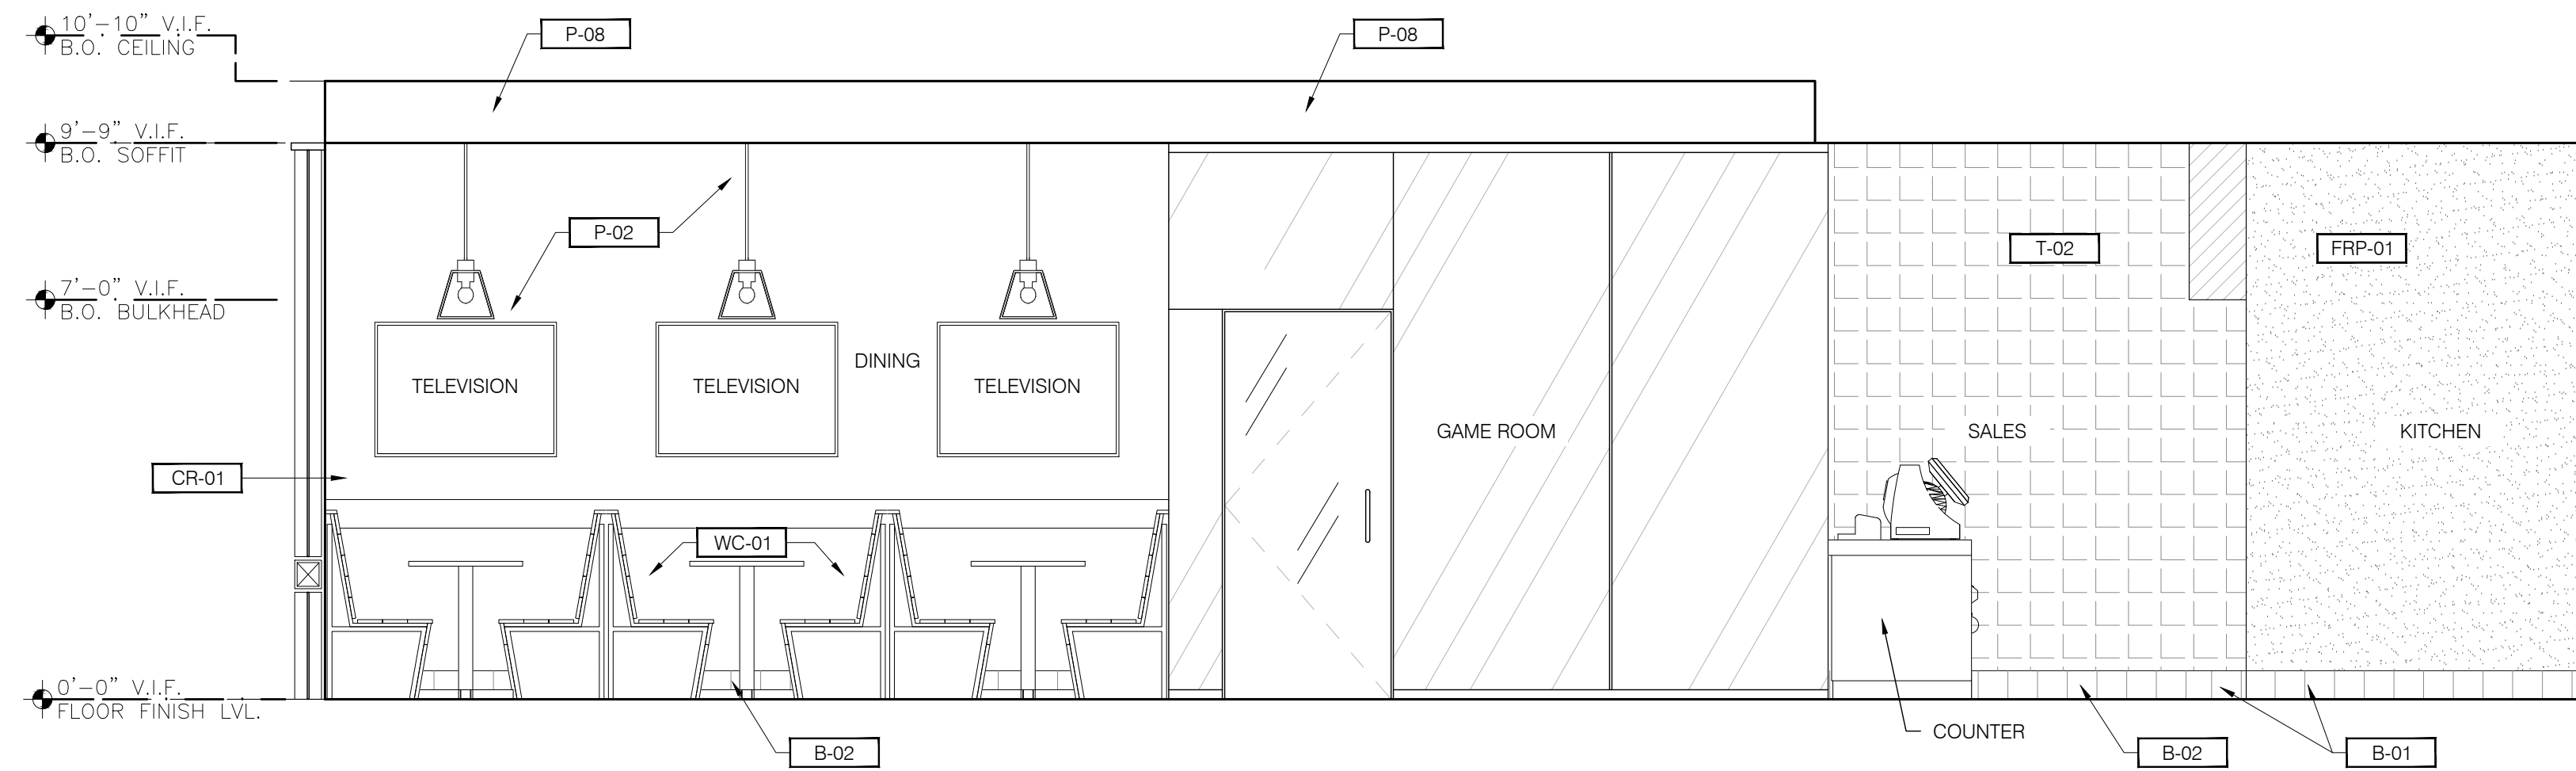 10'-10" V.I.F.
B.O. CEILING
P-08
P-08
9'-9" V.I.F.
B.O. SOFFIT
P-02
T-02
FRP-01
7'-0" V.I.F.
B.O. BULKHEAD
DINING
TELEVISION
TELEVISION
TELEVISION
GAME ROOM
SALES
KITCHEN
CR-01
WC-01
0'-0" V.I.F.
FLOOR FINISH LVL.
COUNTER
B-02
B-02
B-01